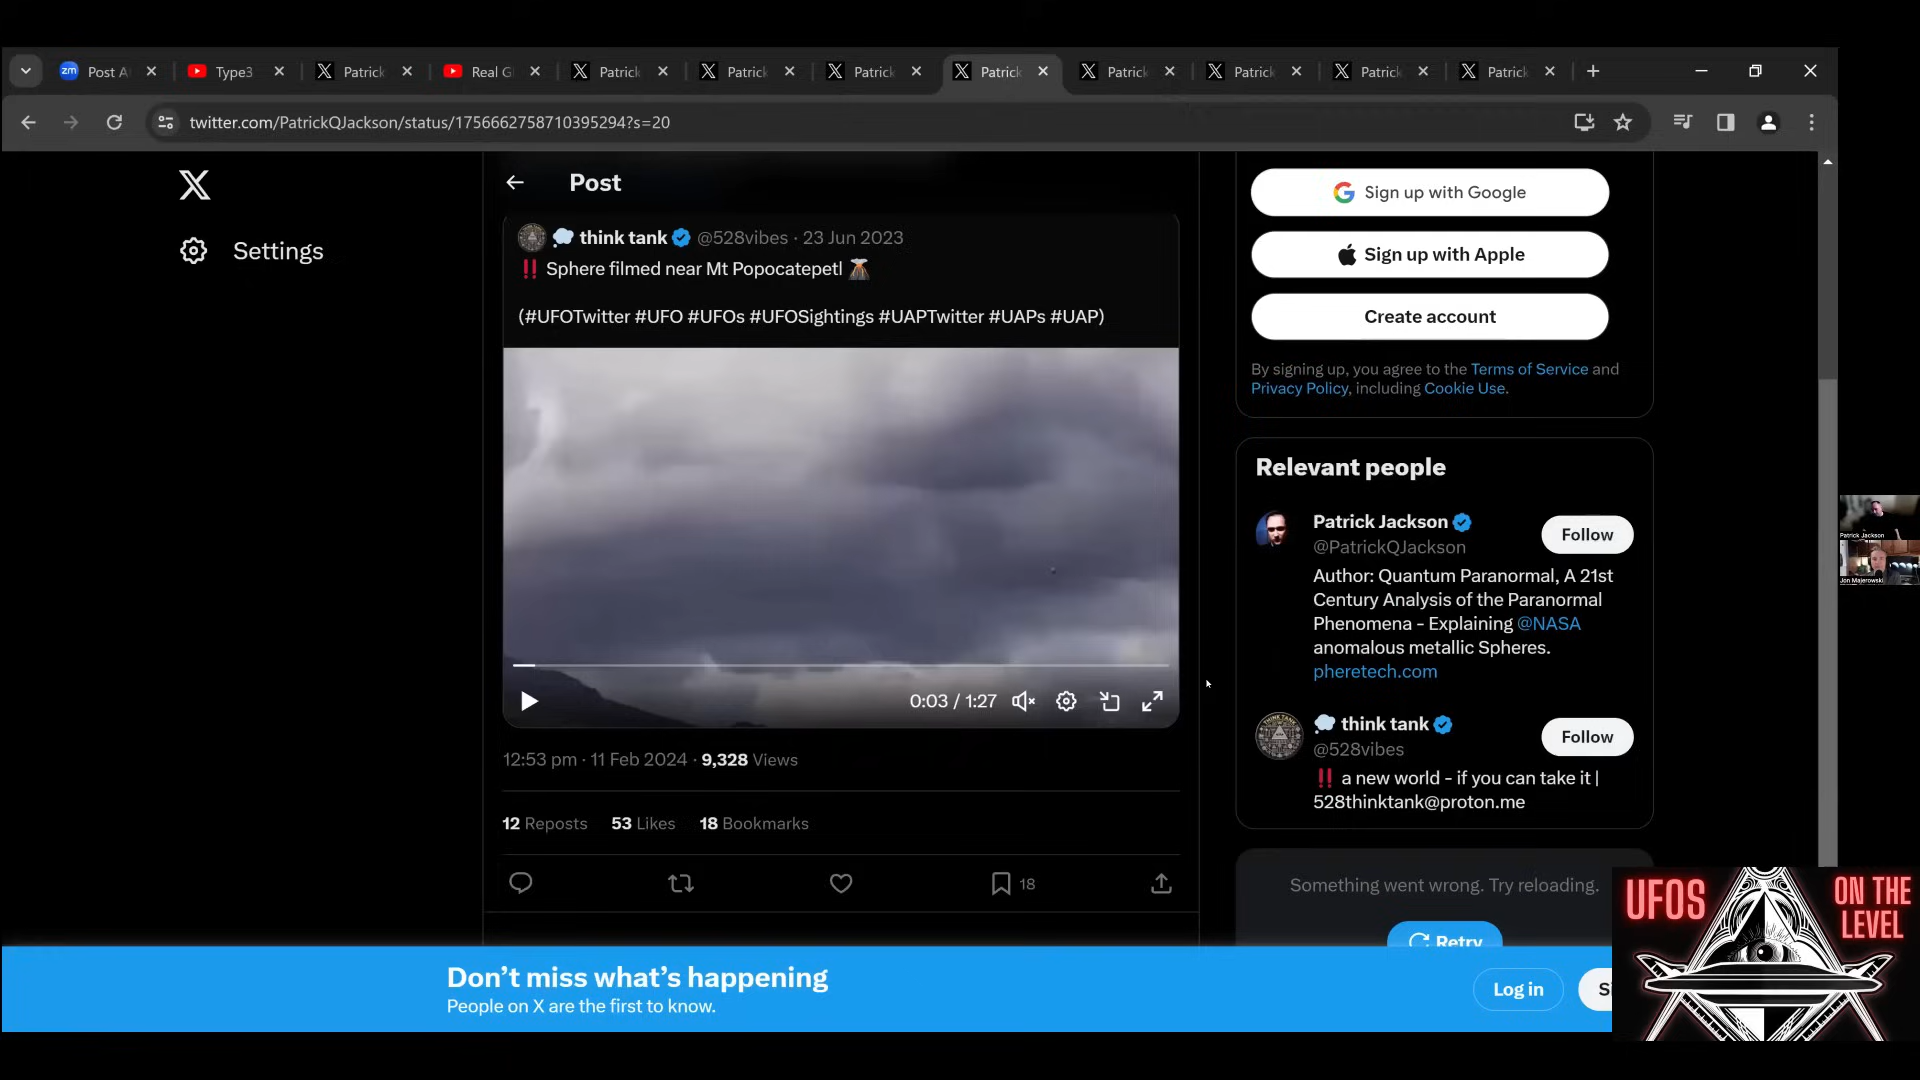 zm Post A
Type3
Patrick
Real G
Patrick
Patrick
Patrick
Patrick
Patrick
Patrick
Patrick
Patrick
twitter.com/PatrickQJackson/status/1756662758710395294?s=20
Settings
Post
think tank @528vibes · 23 Jun 2023
‼️ Sphere filmed near Mt Popocatepetl 🌋
(#UFOTwitter #UFO #UFOs #UFOSightings #UAPTwitter #UAPs #UAP)
0:03 / 1:27
12:53 pm · 11 Feb 2024 · 9,328 Views
12 Reposts 53 Likes 18 Bookmarks
18
Sign up with Google
Sign up with Apple
Create account
By signing up, you agree to the Terms of Service and
Privacy Policy, including Cookie Use.
Relevant people
Patrick Jackson
@PatrickQJackson
Follow
Author: Quantum Paranormal, A 21st
Century Analysis of the Paranormal
Phenomena - Explaining @NASA
anomalous metallic Spheres.
pheretech.com
think tank
@528vibes
Follow
‼️ a new world - if you can take it |
528thinktank@proton.me
Something went wrong. Try reloading.
Retry
Don't miss what's happening
People on X are the first to know.
Log in
Patrick Jackson
Jon Majerowski
UFOS
ON THE
LEVEL